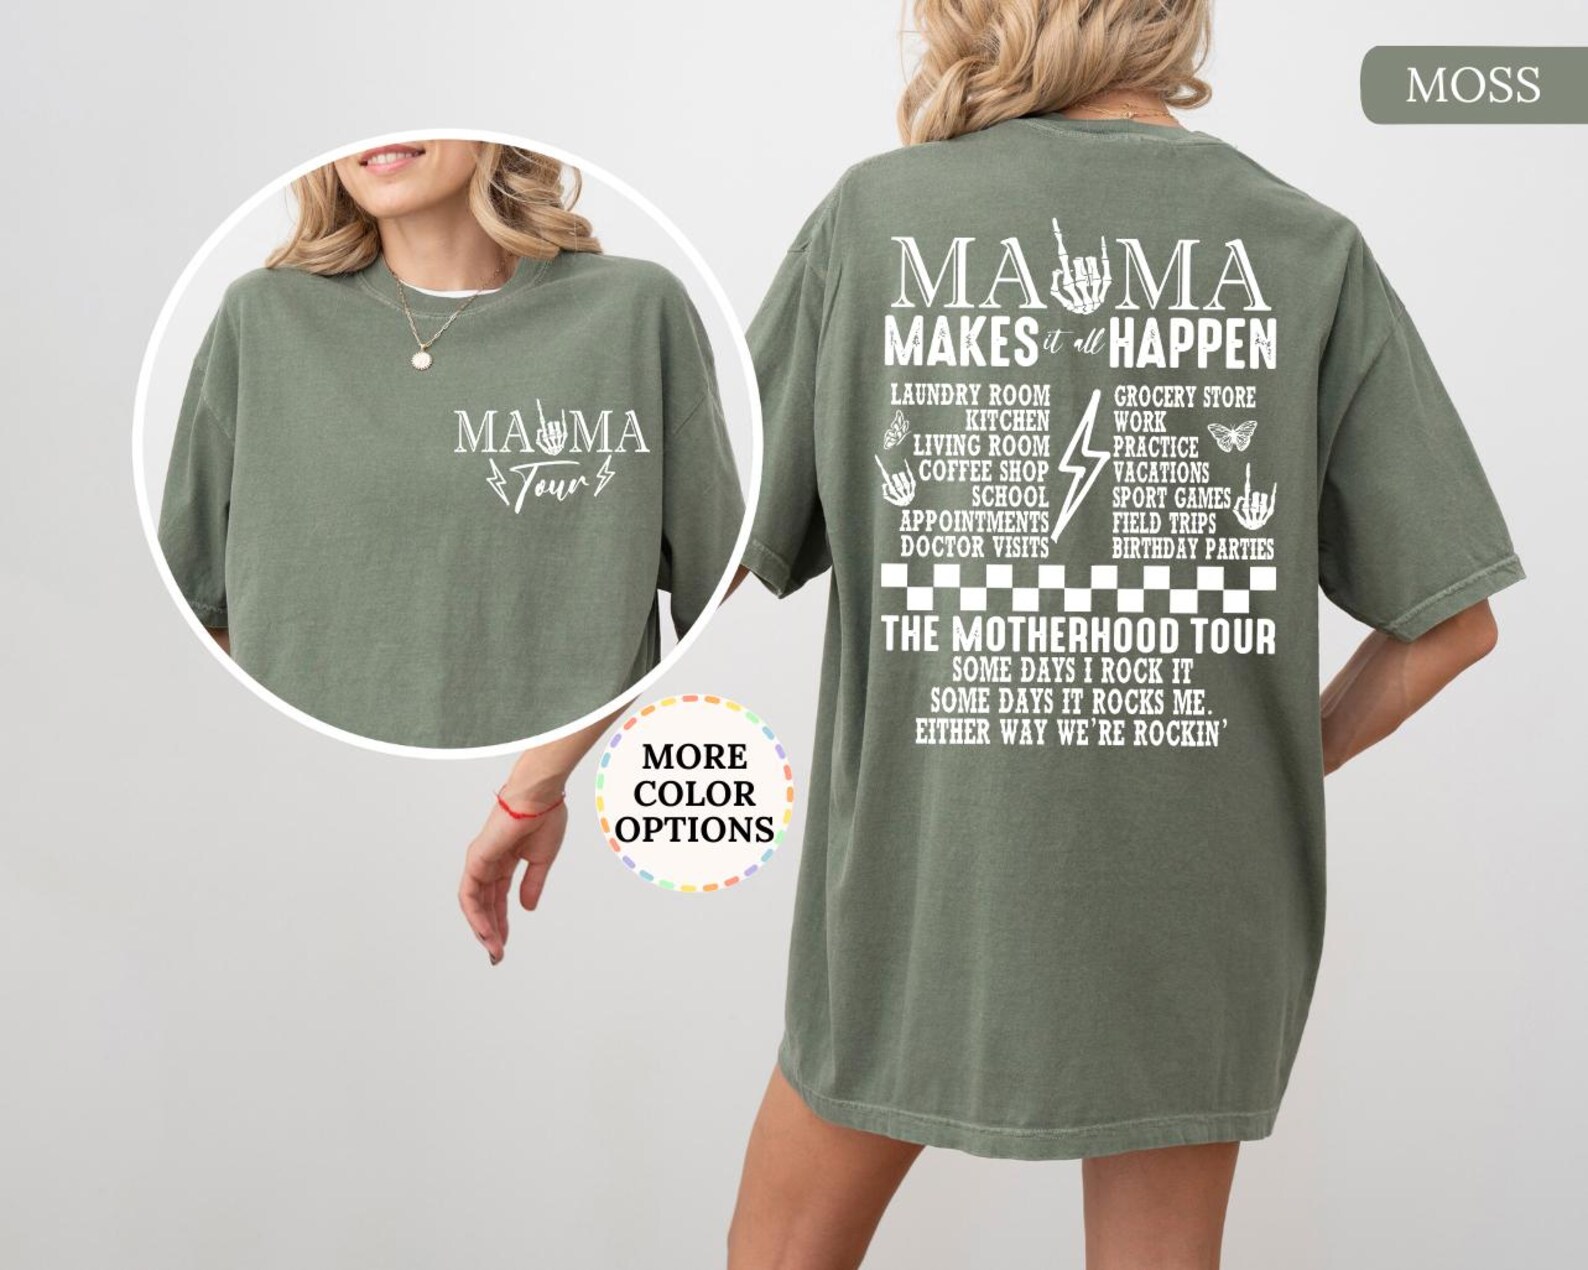 MOSS
MAMA
Tour
MAMA
MAKES it all HAPPEN
LAUNDRY ROOM
KITCHEN
LIVING ROOM
COFFEE SHOP
SCHOOL
APPOINTMENTS
DOCTOR VISITS
GROCERY STORE
WORK
PRACTICE
VACATIONS
SPORT GAMES
FIELD TRIPS
BIRTHDAY PARTIES
THE MOTHERHOOD TOUR
SOME DAYS I ROCK IT
SOME DAYS IT ROCKS ME.
EITHER WAY WE'RE ROCKIN'
MORE
COLOR
OPTIONS